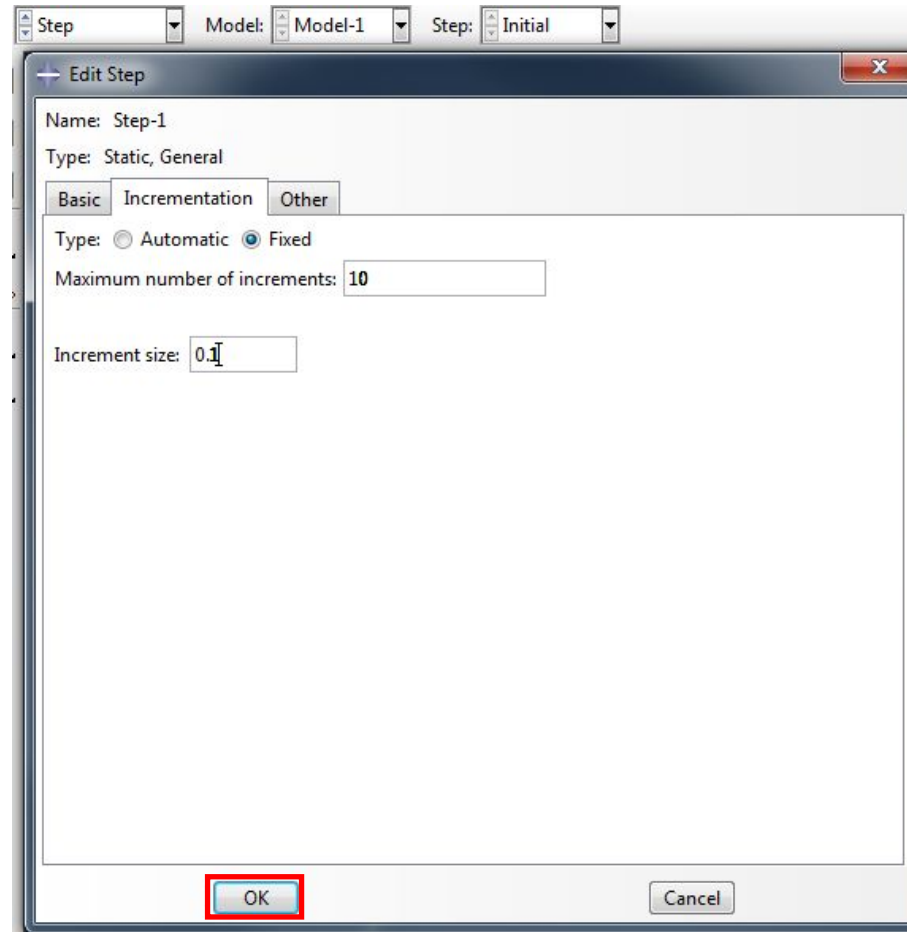 Step Model: Model-1 Step: Initial
Edit Step
Name: Step-1
Type: Static, General
Basic Incrementation Other
Type: Automatic Fixed
Maximum number of increments: 10
Increment size: 0.1
OK Cancel